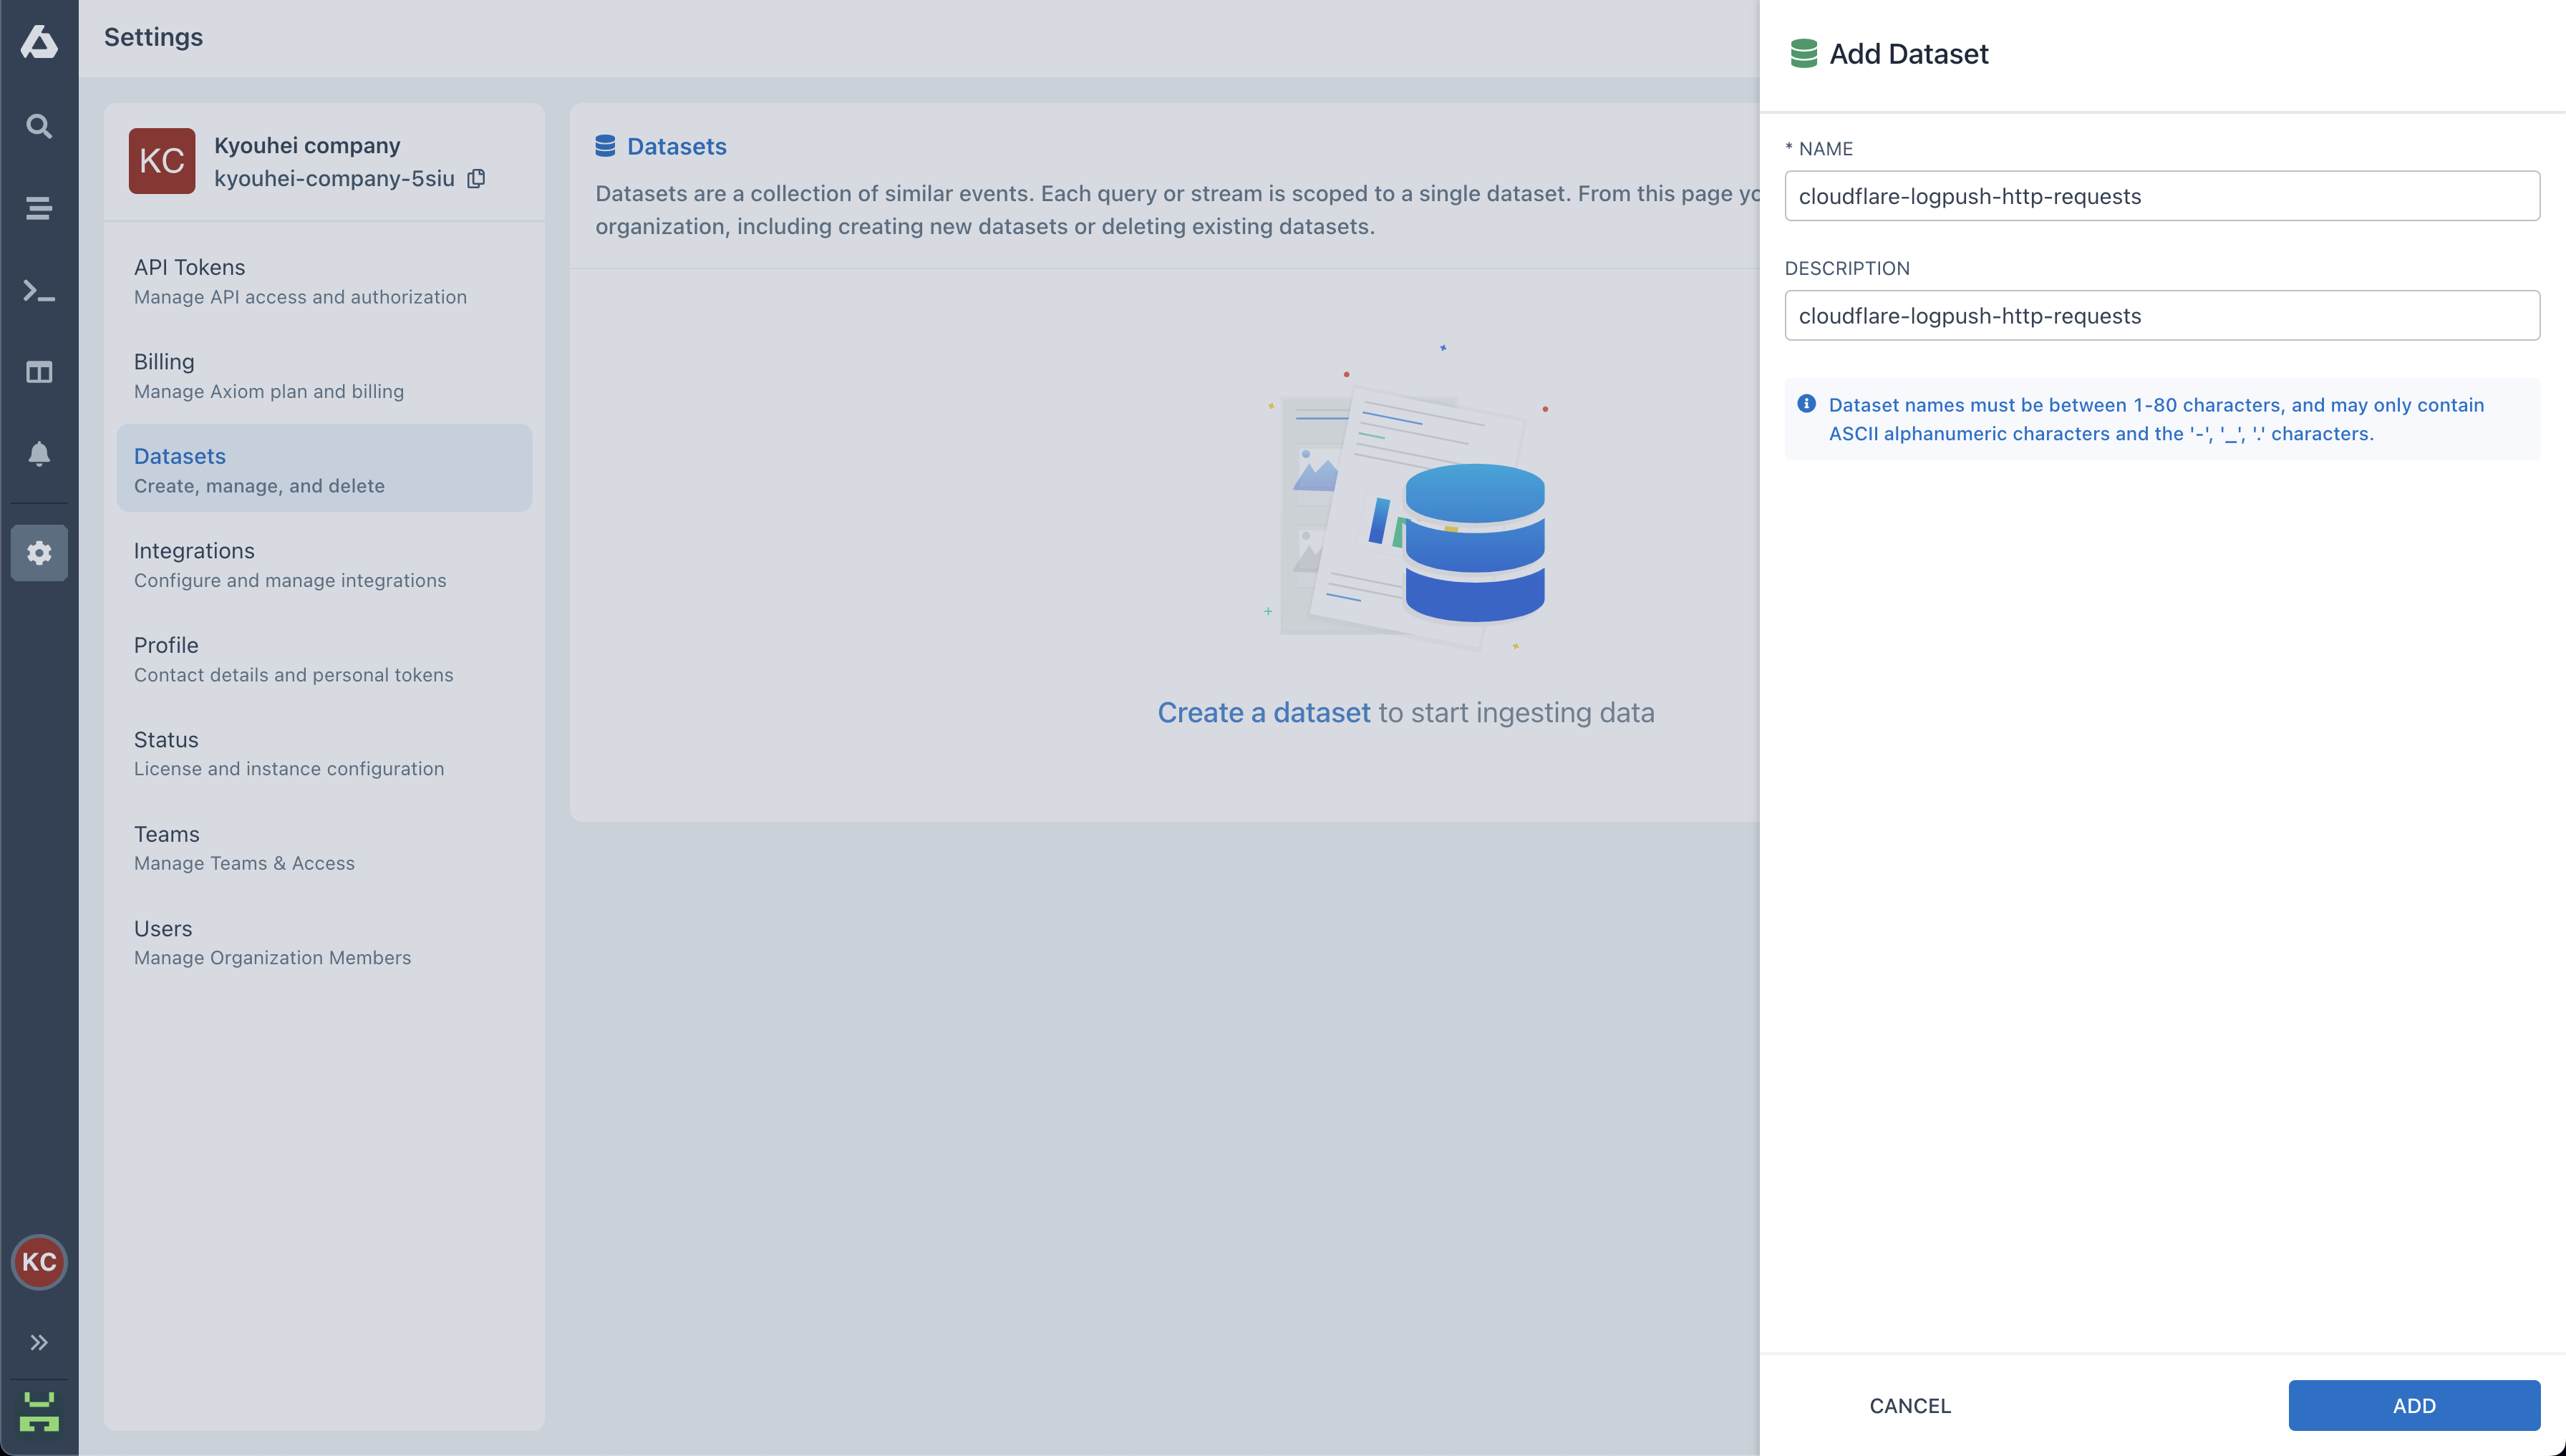 Settings
KC
Kyouhei company
kyouhei-company-5siu
API Tokens
Manage API access and authorization
Billing
Manage Axiom plan and billing
Datasets
Create, manage, and delete
Integrations
Configure and manage integrations
Profile
Contact details and personal tokens
Status
License and instance configuration
Teams
Manage Teams & Access
Users
Manage Organization Members
KC
Datasets
Datasets are a collection of similar events. Each query or stream is scoped to a single dataset. From this page yo
organization, including creating new datasets or deleting existing datasets.
Create a dataset to start ingesting data
Add Dataset
* NAME
cloudflare-logpush-http-requests
DESCRIPTION
cloudflare-logpush-http-requests
Dataset names must be between 1-80 characters, and may only contain
ASCII alphanumeric characters and the '-', '_', '.' characters.
CANCEL
ADD